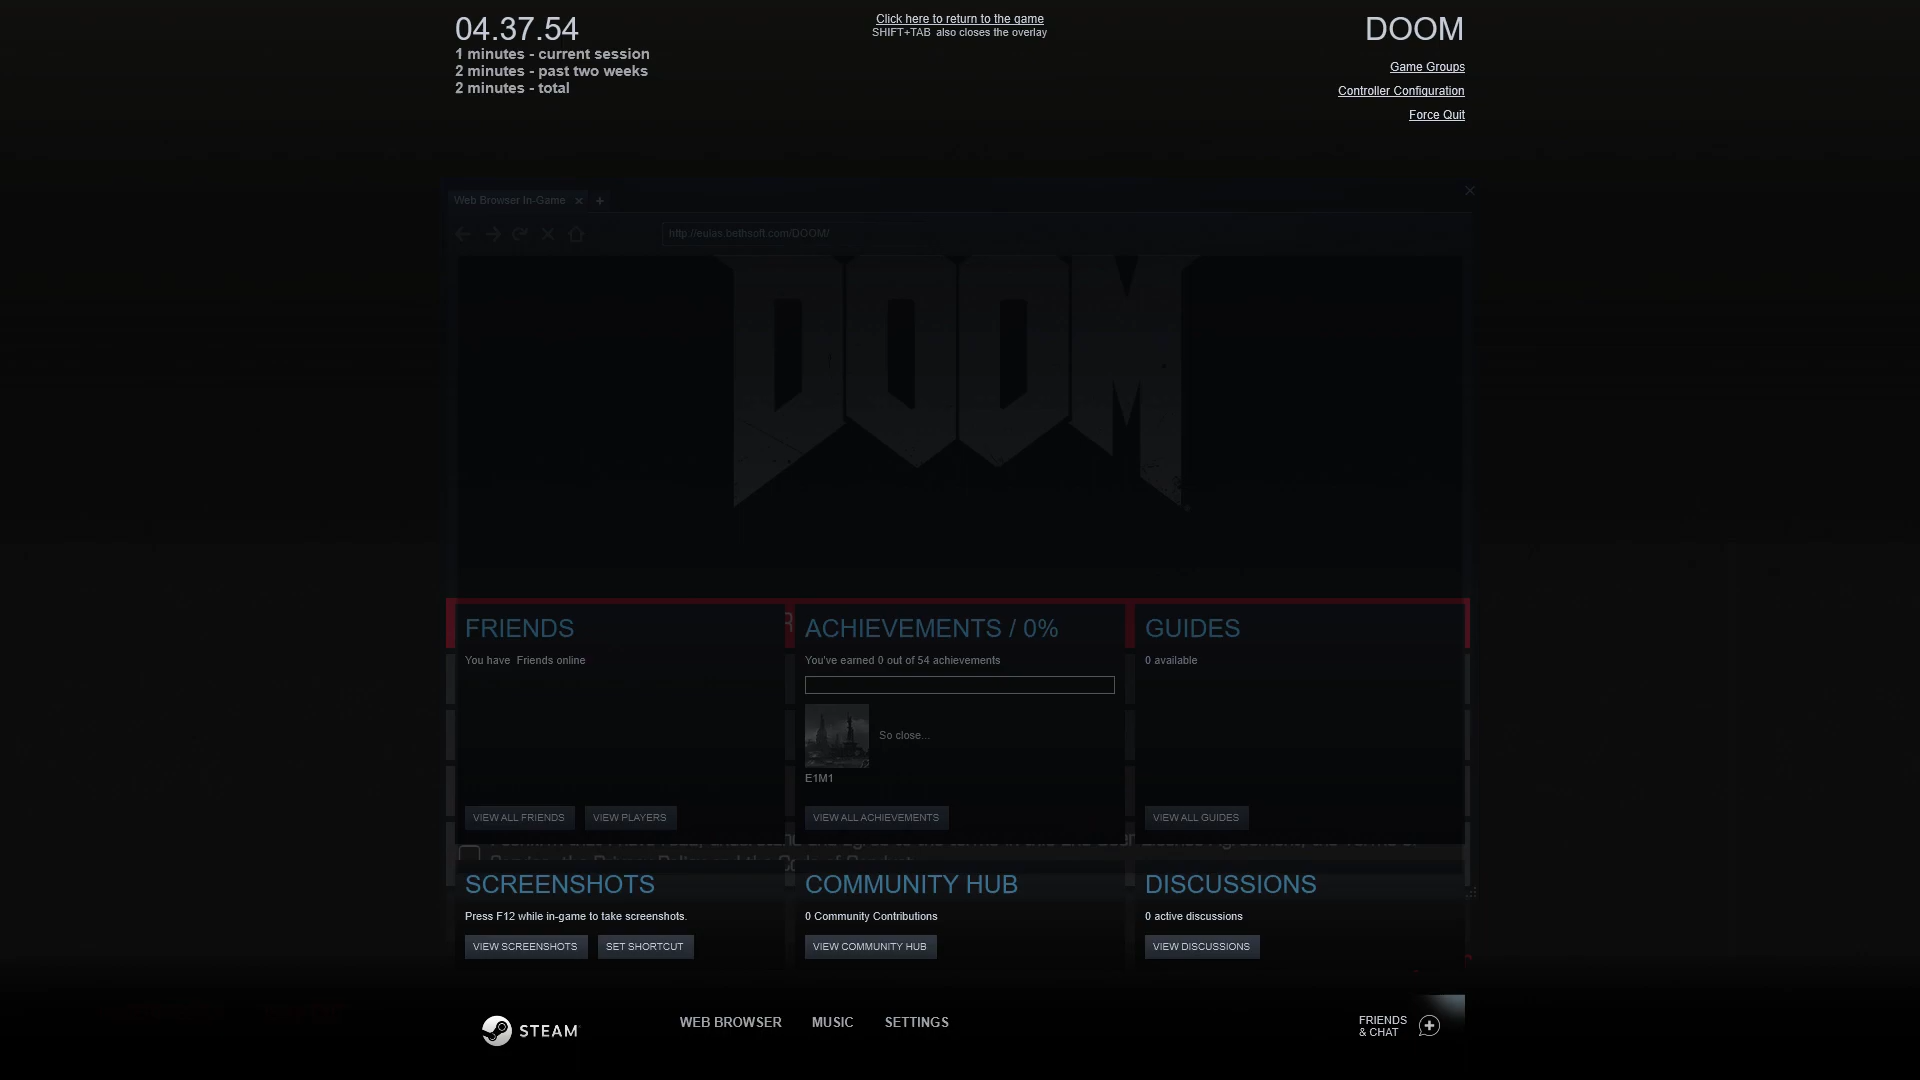 04.37.54
1 minutes - current session
2 minutes - past two weeks
2 minutes - total
Click here to return to the game
SHIFT+TAB also closes the overlay
DOOM
Game Groups
Controller Configuration
Force Quit
Web Browser In-Game
http://eulas.bethsoft.com/DOOM/
DOOM
FRIENDS
You have Friends online
VIEW ALL FRIENDS
VIEW PLAYERS
ACHIEVEMENTS / 0%
You've earned 0 out of 54 achievements
So close...
E1M1
VIEW ALL ACHIEVEMENTS
GUIDES
0 available
VIEW ALL GUIDES
SCREENSHOTS
Press F12 while in-game to take screenshots.
VIEW SCREENSHOTS
SET SHORTCUT
COMMUNITY HUB
0 Community Contributions
VIEW COMMUNITY HUB
DISCUSSIONS
0 active discussions
VIEW DISCUSSIONS
STEAM
WEB BROWSER
MUSIC
SETTINGS
FRIENDS
& CHAT